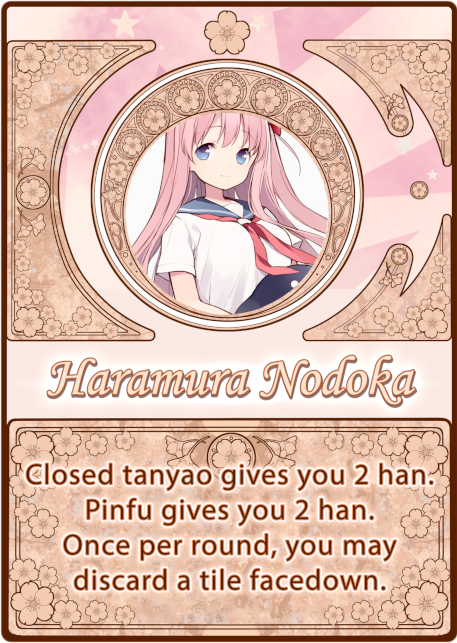 Haramura Nodoka
Closed tanyao gives you 2 han.
Pinfu gives you 2 han.
Once per round, you may
discard a tile facedown.